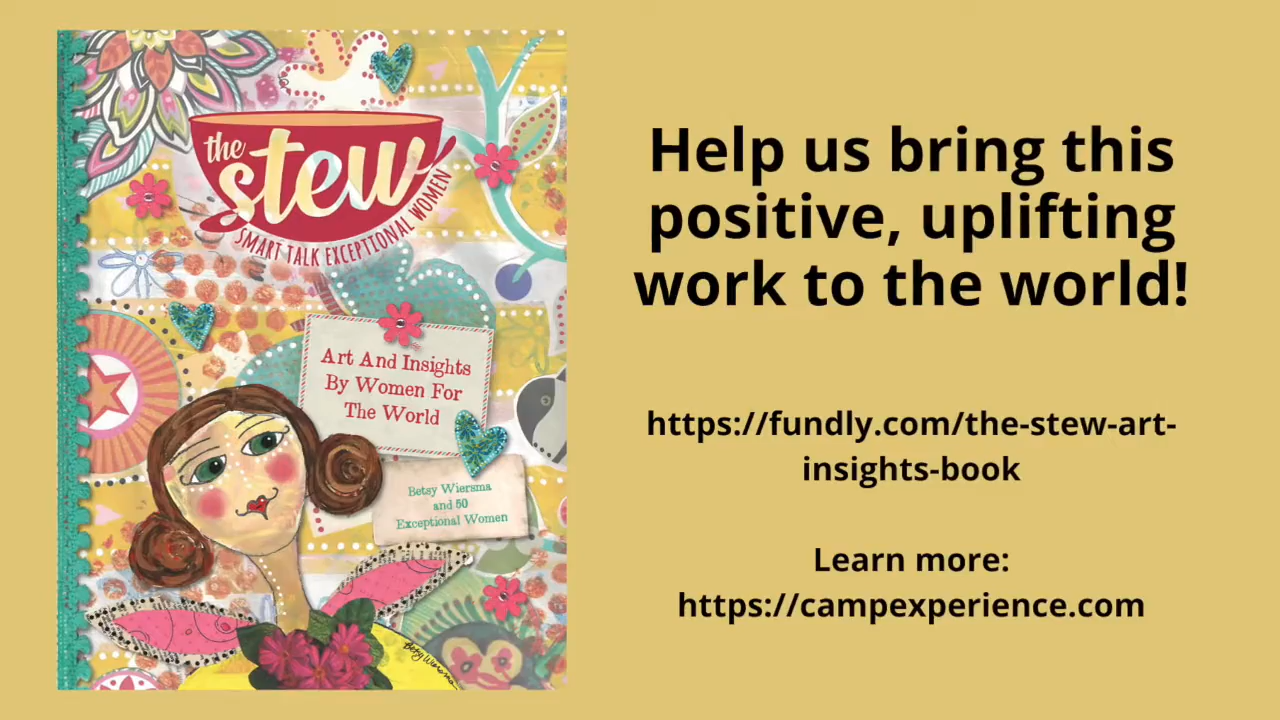 the
stew
SMART TALK EXCEPTIONAL WOMEN
Art And Insights
By Women For
The World
Betsy Wiersma
and 50
Exceptional Women
Betsy Wiersma
Help us bring this
positive, uplifting
work to the world!
https://fundly.com/the-stew-art-
insights-book
Learn more:
https://campexperience.com